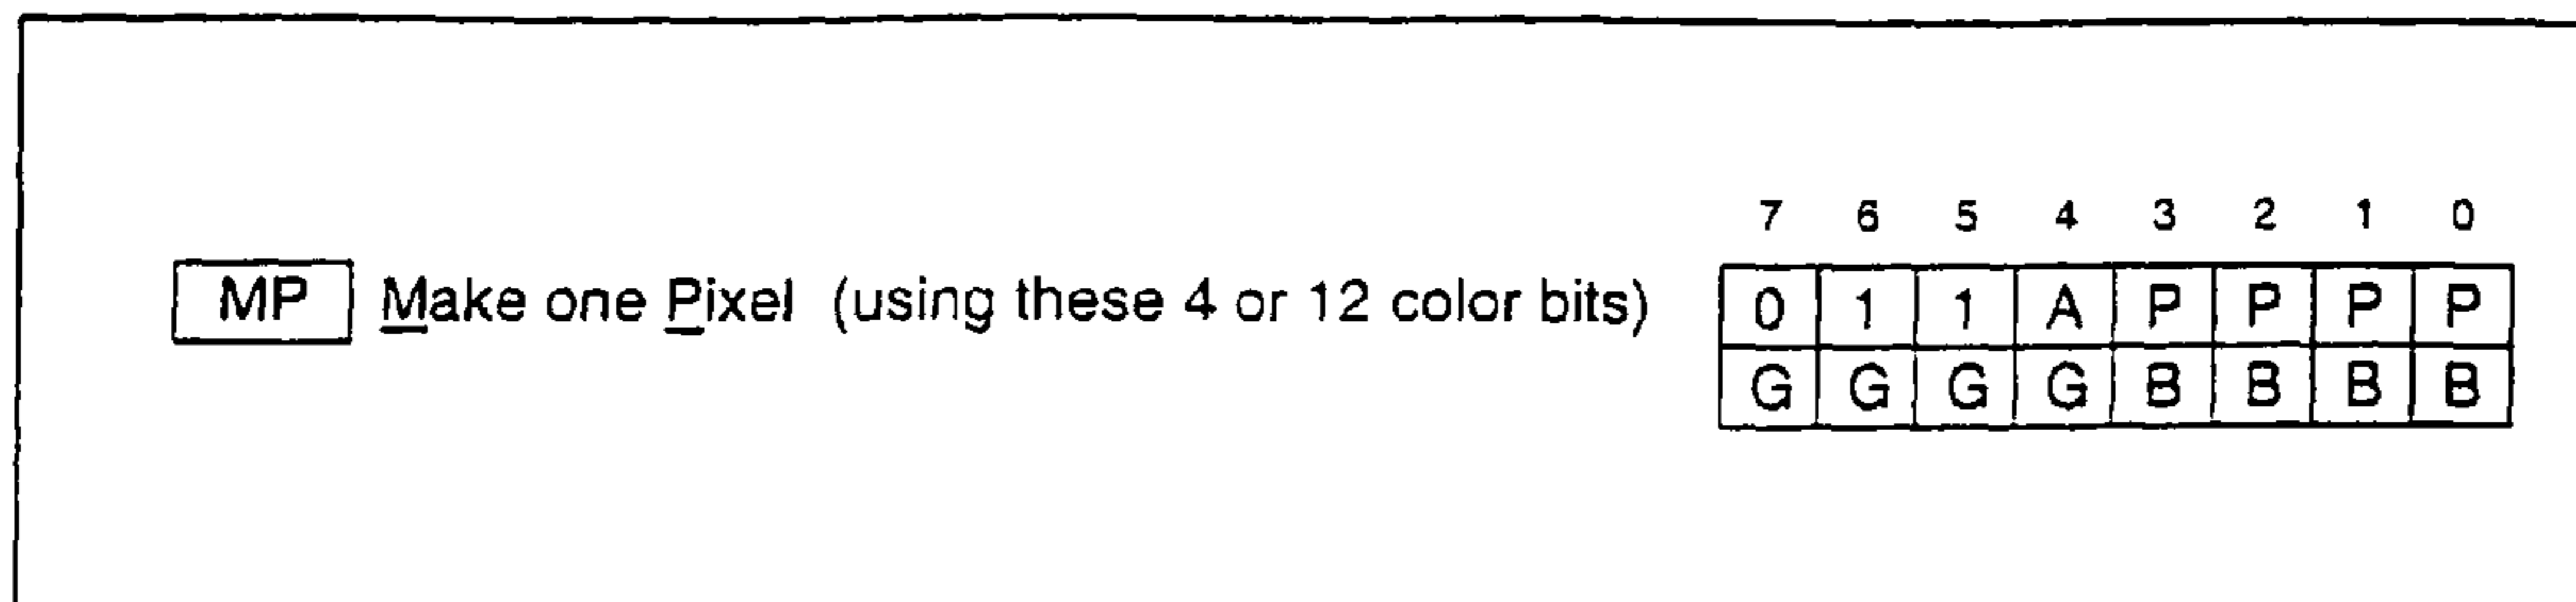 7 6 5 4 3 2 1 0
MP Make one Pixel (using these 4 or 12 color bits) 0 1 1 A P P P P
G G G G B B B B